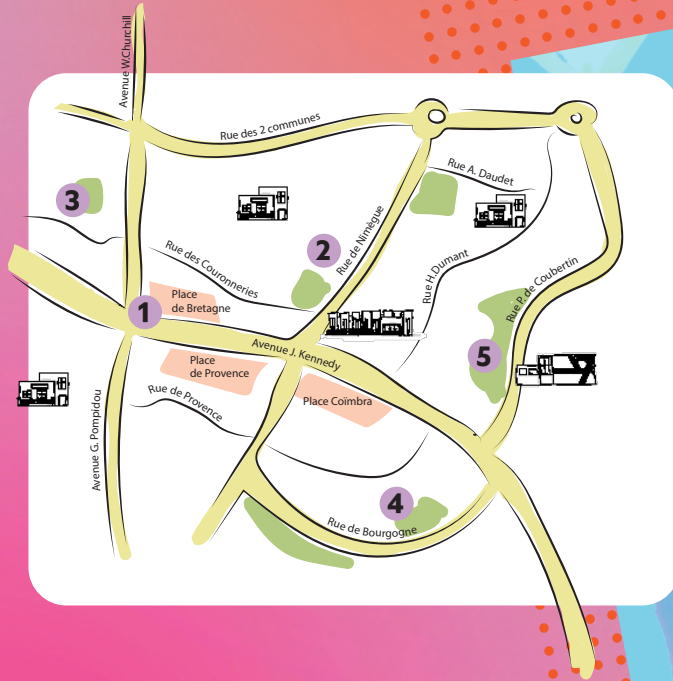 Avenue W.Churchill
Rue des 2 communes
Rue A. Daudet
3
2
Rue de Nimègue
Rue des Couronneries
Rue H.Dumant
Rue P. de Coubertin
1
Place
de Bretagne
Avenue J. Kennedy
5
Place
de Provence
Rue de Provence
Place Coïmbra
Avenue G. Pompidou
4
Rue de Bourgogne